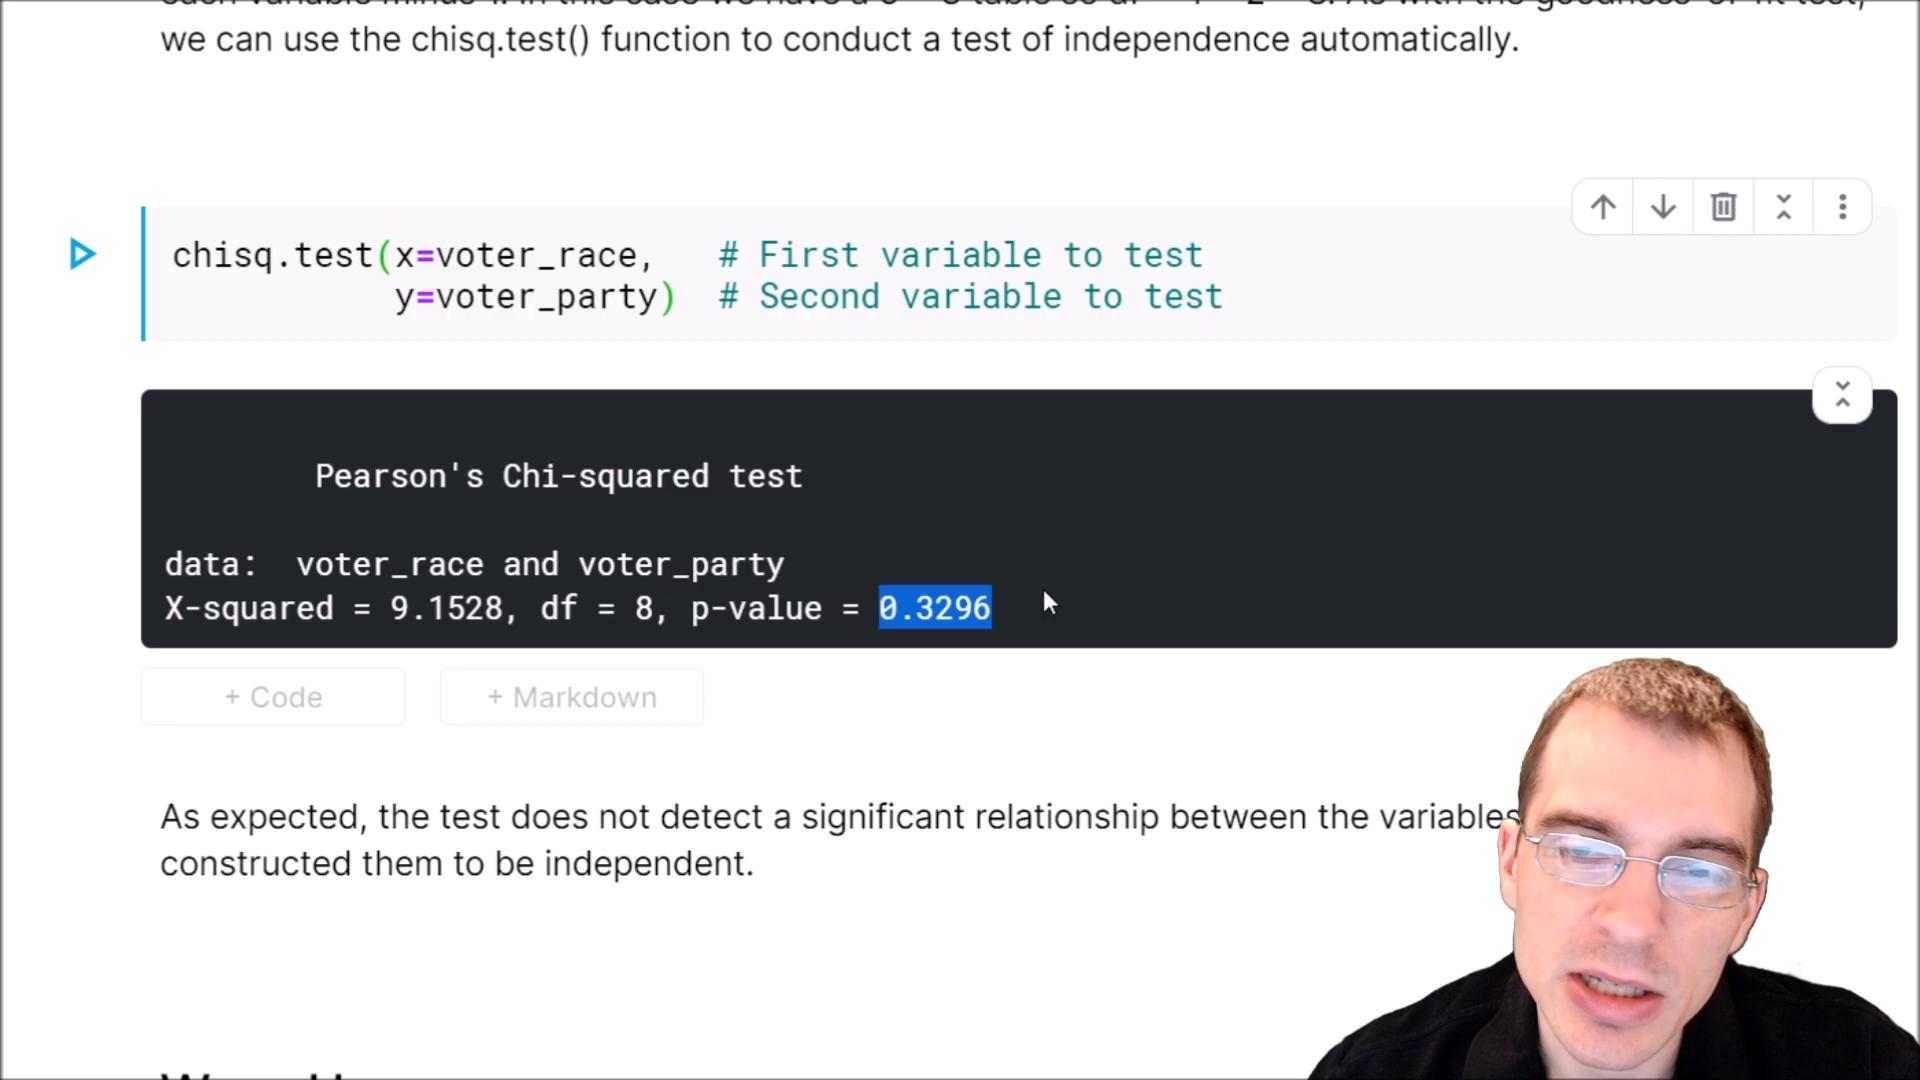 we can use the chisq.test() function to conduct a test of independence automatically.
chisq.test(x=voter_race, # First variable to test
y=voter_party) # Second variable to test
Pearson's Chi-squared test
data: voter_race and voter_party
X-squared = 9.1528, df = 8, p-value = 0.3296
+ Code + Markdown
As expected, the test does not detect a significant relationship between the variables
constructed them to be independent.